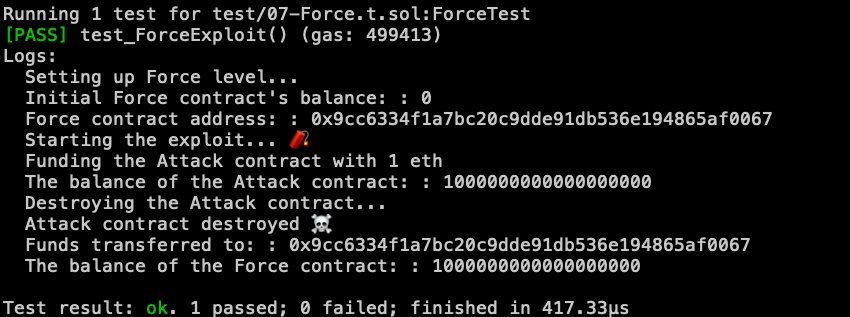 Running 1 test for test/07-Force.t.sol:ForceTest
[PASS] test_ForceExploit() (gas: 499413)
Logs:
Setting up Force level...
Initial Force contract's balance: : 0
Force contract address: : 0x9cc6334f1a7bc20c9dde91db536e194865af0067
Starting the exploit... 🧨
Funding the Attack contract with 1 eth
The balance of the Attack contract: : 1000000000000000000
Destroying the Attack contract...
Attack contract destroyed ☠️
Funds transferred to: : 0x9cc6334f1a7bc20c9dde91db536e194865af0067
The balance of the Force contract: : 1000000000000000000
Test result: ok. 1 passed; 0 failed; finished in 417.33µs